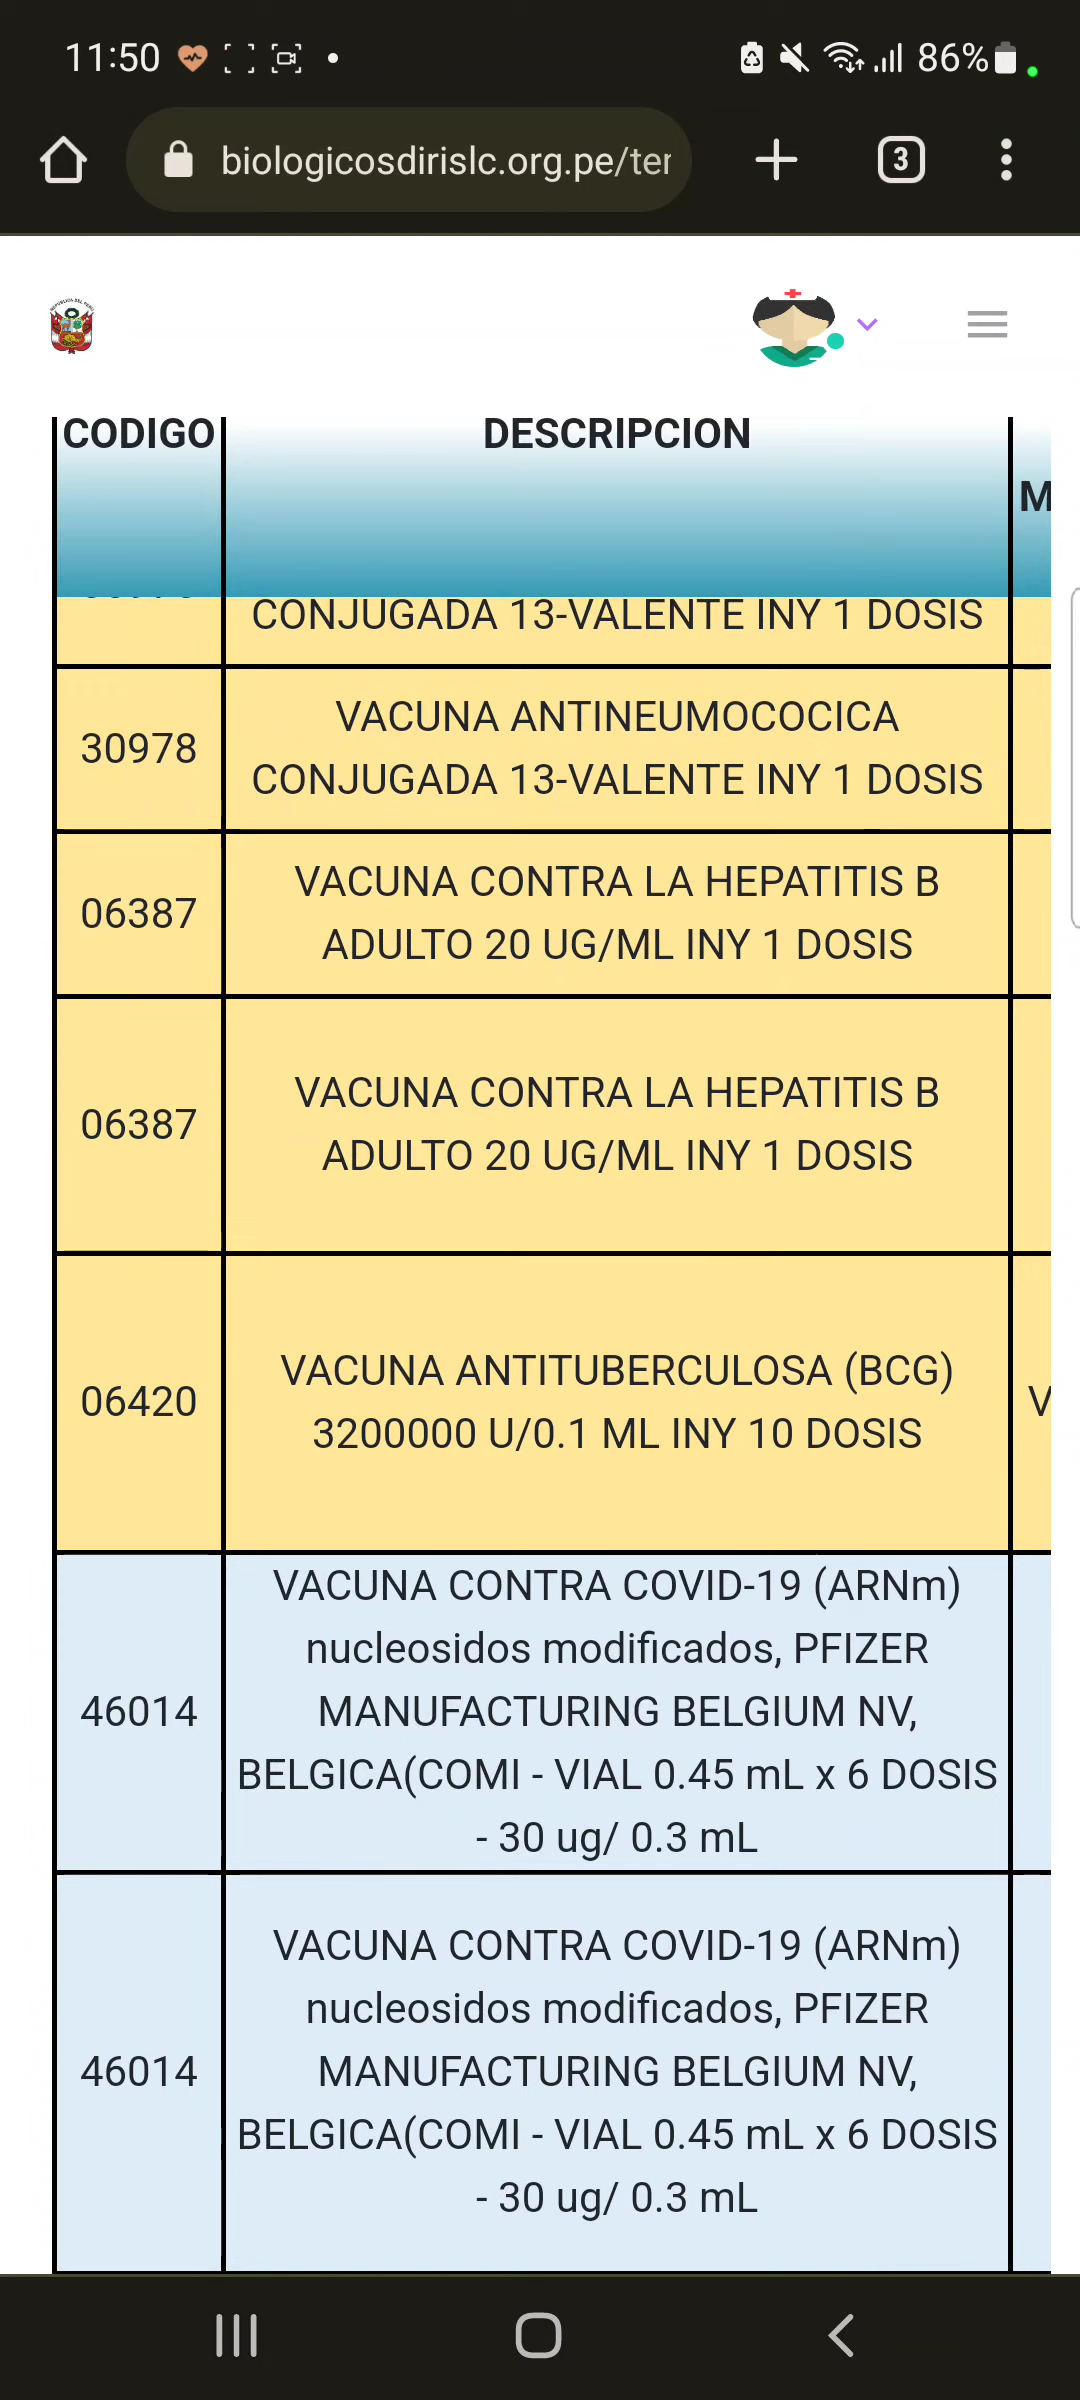 11:50
86%
biologicosdirislc.org.pe/ter
3
CODIGO
DESCRIPCION
M
CONJUGADA 13-VALENTE INY 1 DOSIS
30978
VACUNA ANTINEUMOCOCICA
CONJUGADA 13-VALENTE INY 1 DOSIS
06387
VACUNA CONTRA LA HEPATITIS B
ADULTO 20 UG/ML INY 1 DOSIS
06387
VACUNA CONTRA LA HEPATITIS B
ADULTO 20 UG/ML INY 1 DOSIS
06420
VACUNA ANTITUBERCULOSA (BCG)
3200000 U/0.1 ML INY 10 DOSIS
V
46014
VACUNA CONTRA COVID-19 (ARNm)
nucleosidos modificados, PFIZER
MANUFACTURING BELGIUM NV,
BELGICA(COMI - VIAL 0.45 mL x 6 DOSIS
- 30 ug/ 0.3 mL
46014
VACUNA CONTRA COVID-19 (ARNm)
nucleosidos modificados, PFIZER
MANUFACTURING BELGIUM NV,
BELGICA(COMI - VIAL 0.45 mL x 6 DOSIS
- 30 ug/ 0.3 mL